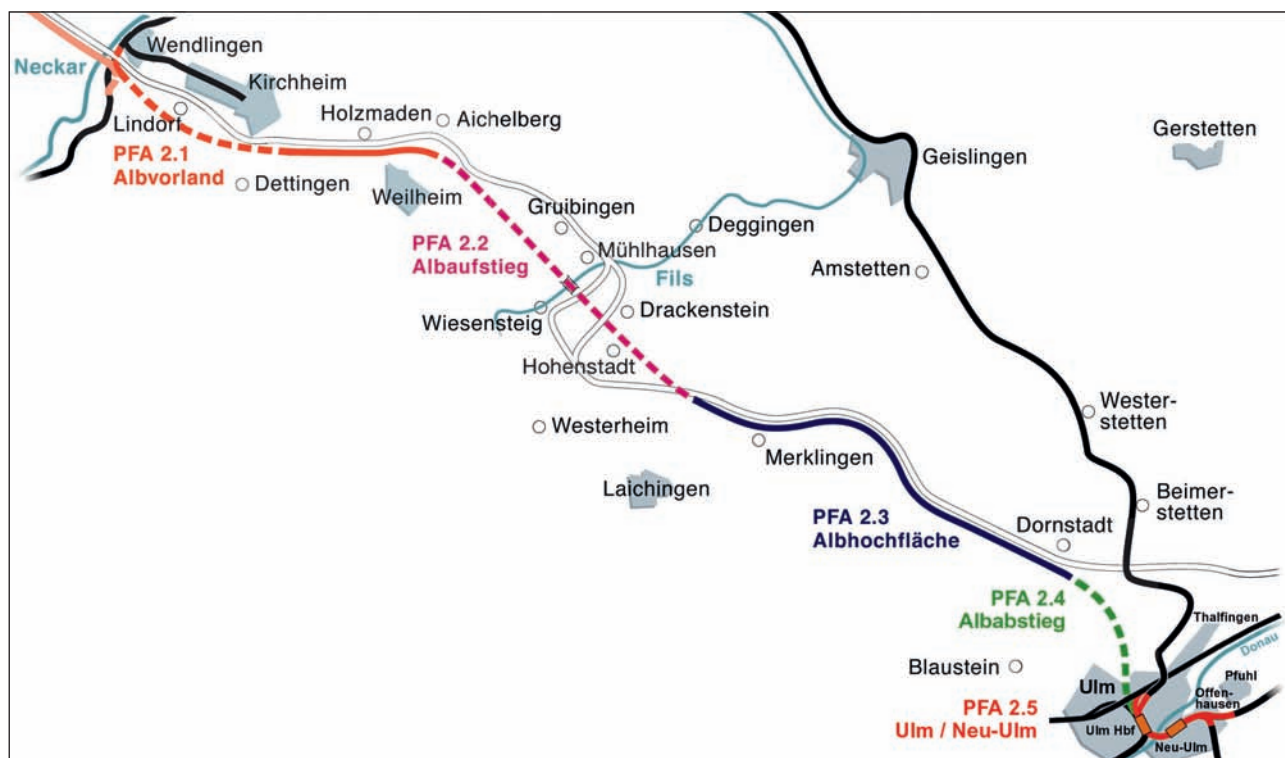 Wendlingen
Neckar
Kirchheim
Holzmaden
Aichelberg
Lindorf
Gerstetten
Geislingen
PFA 2.1
Albvorland
Dettingen
Weilheim
Gruibingen
Deggingen
PFA 2.2
Albaufstieg
Mühlhausen
Amstetten
Fils
Wiesensteig
Drackenstein
Hohenstadt
Wester-
stetten
Westerheim
Merklingen
Laichingen
Beimer-
stetten
PFA 2.3
Albhochfläche
Dornstadt
PFA 2.4
Albabstieg
Thalfingen
Donau
Blaustein
Pfuhl
Ulm
Offen-
hausen
PFA 2.5
Ulm / Neu-Ulm
Ulm Hbf
Neu-Ulm